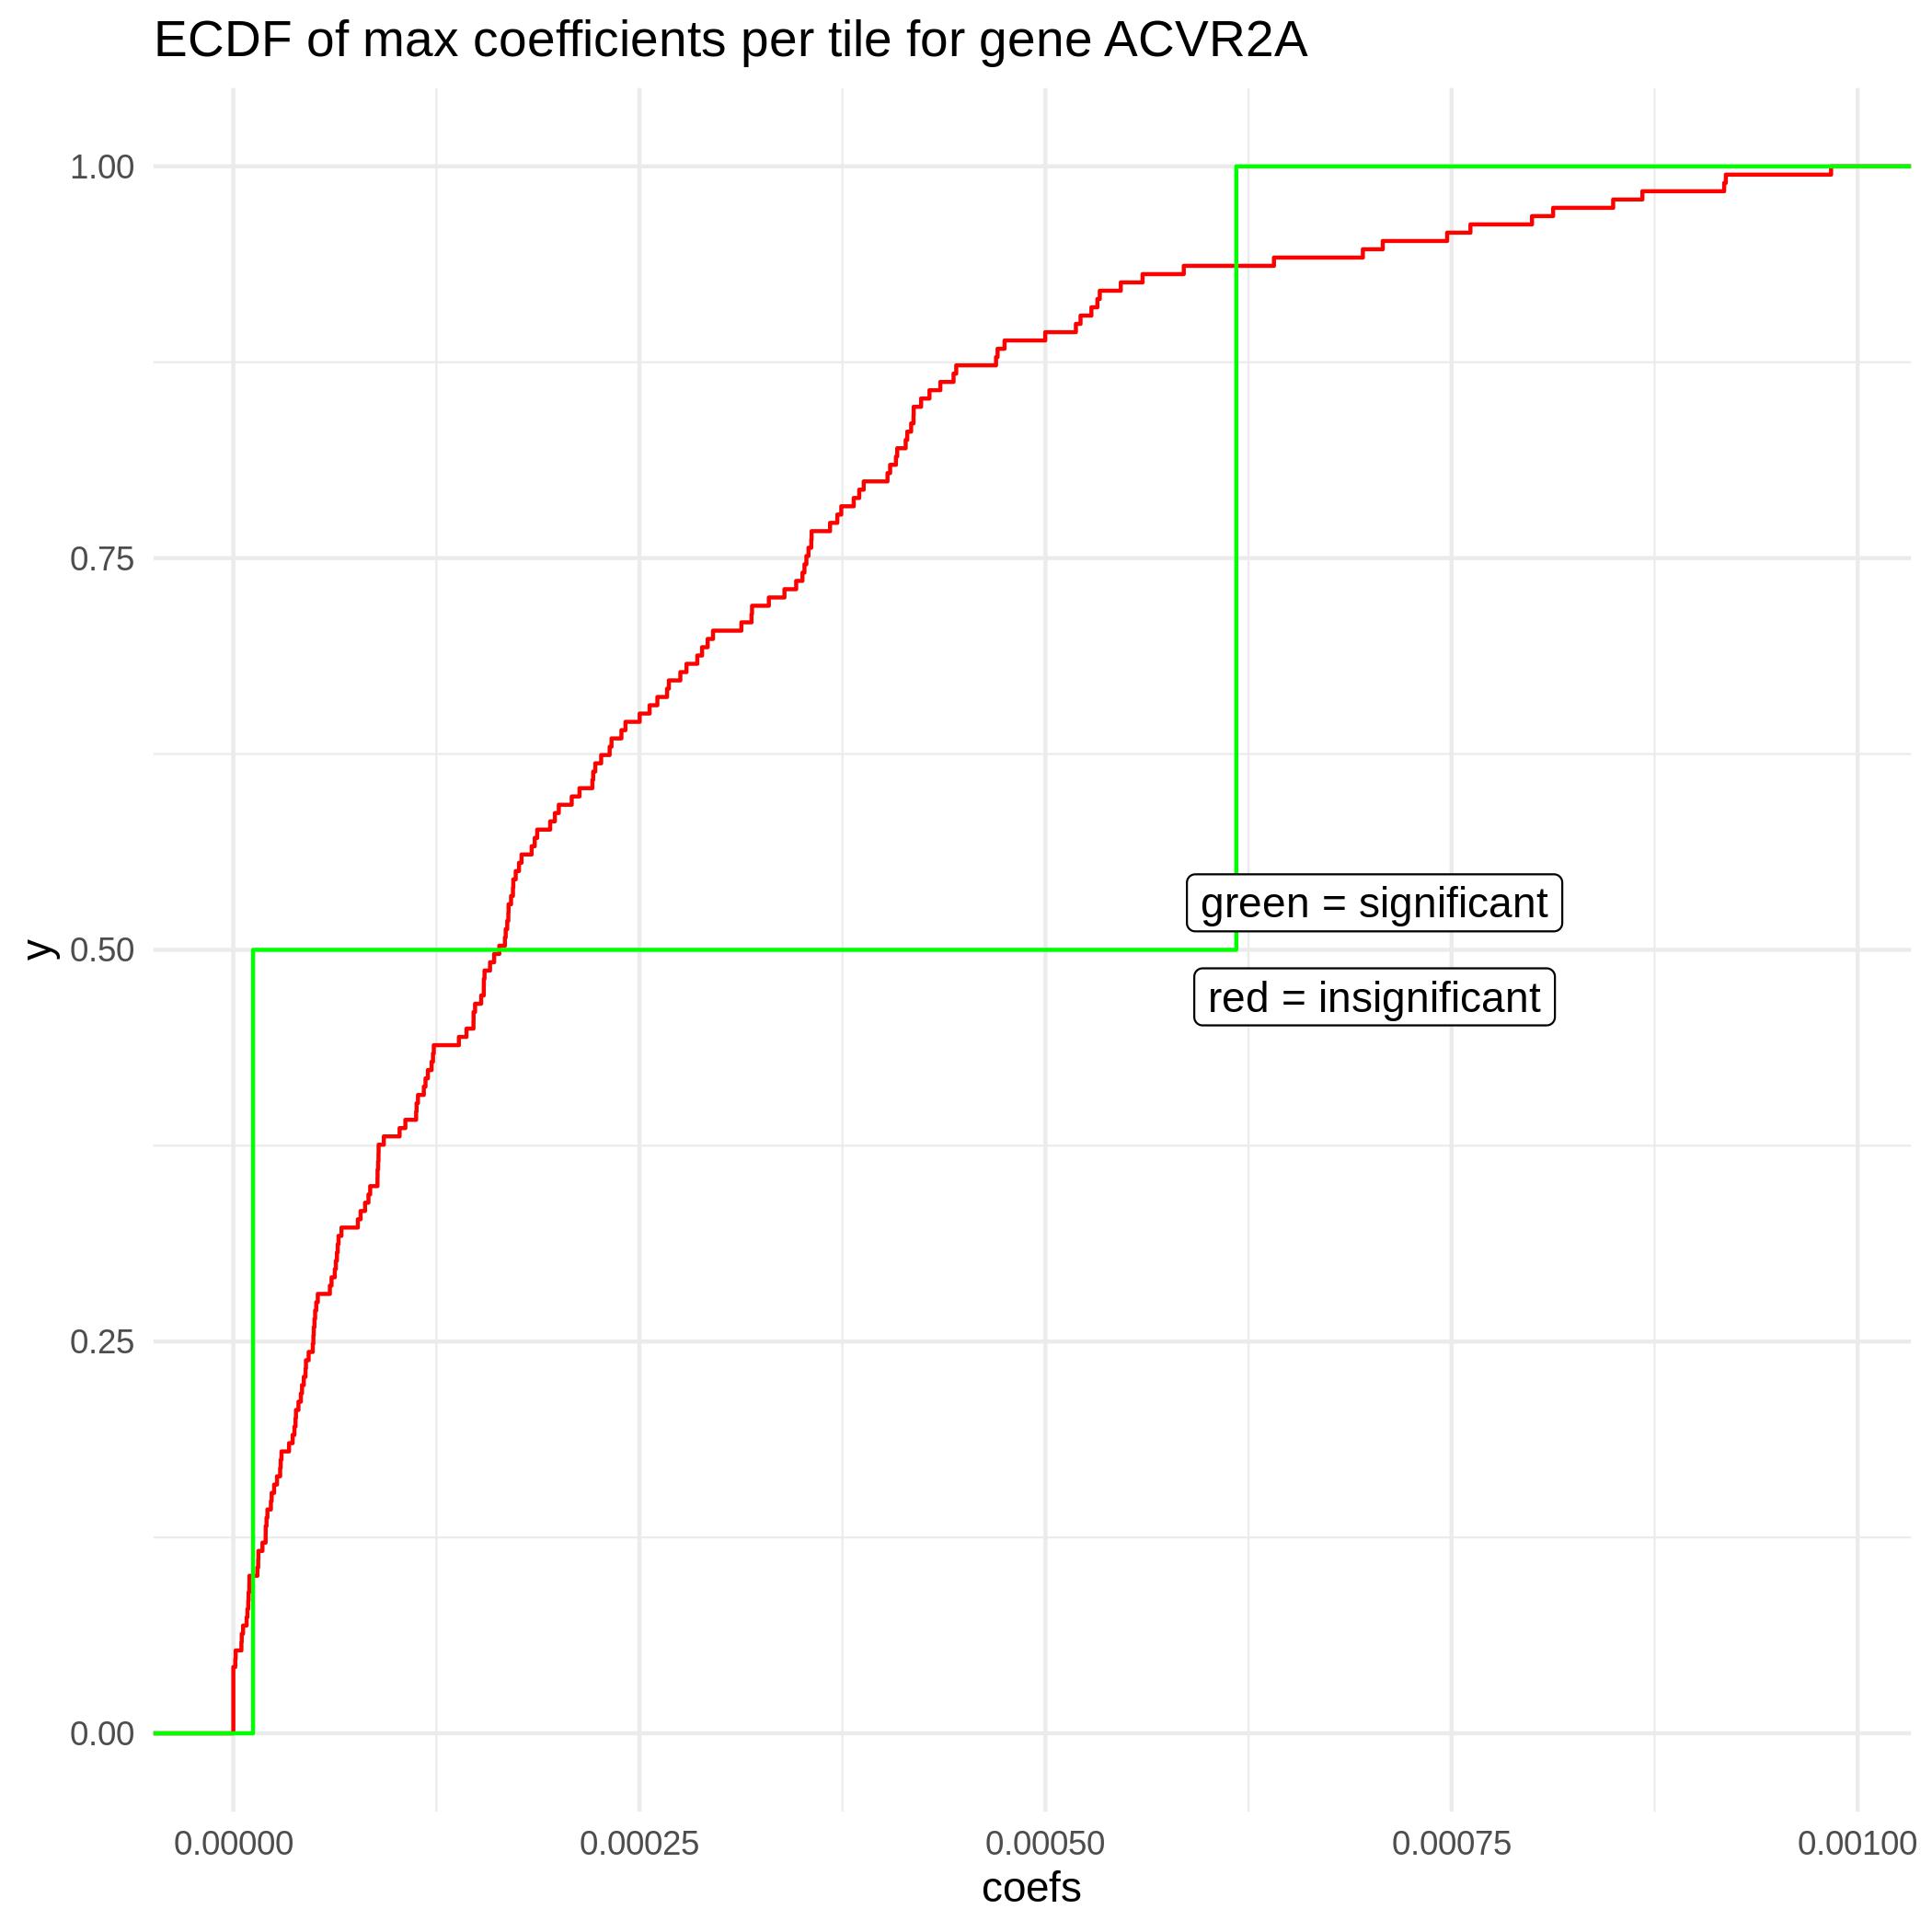 ECDF of max coefficients per tile for gene ACVR2A
1.00
0.75
0.50
0.25
0.00
y
green = significant
red = insignificant
0.00000 0.00025 0.00050 0.00075 0.00100
coefs